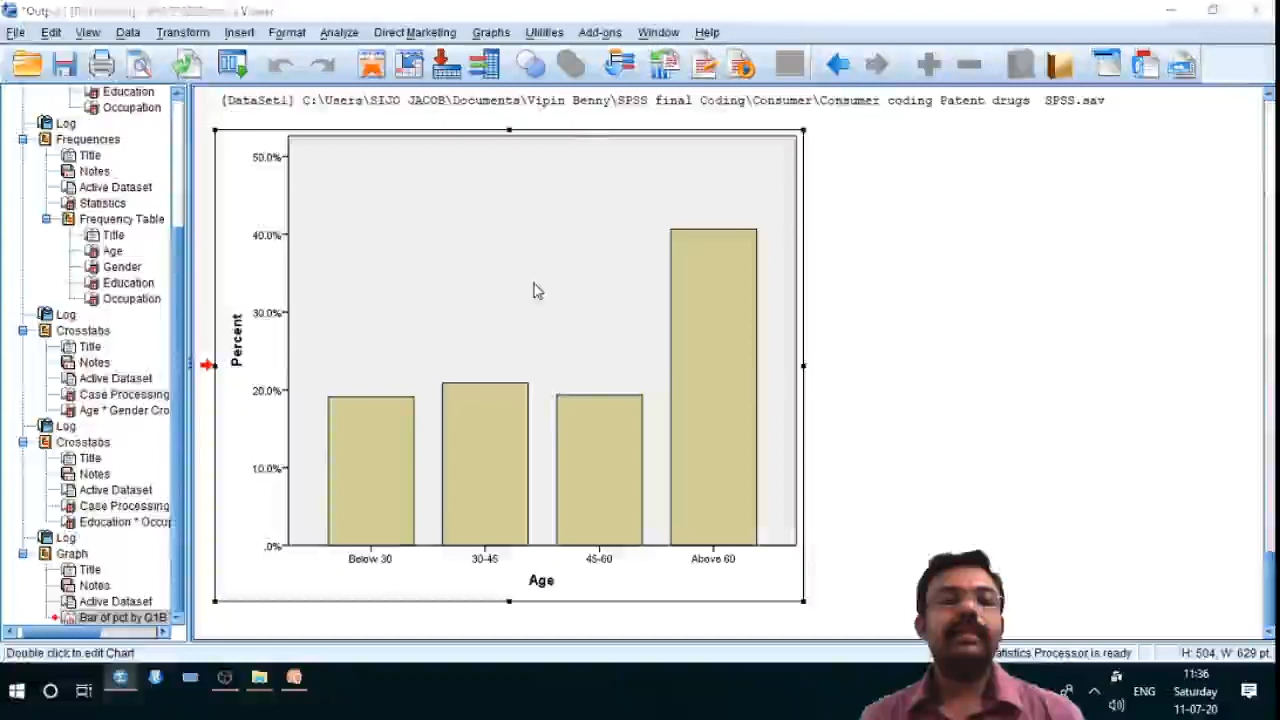 File Edit View Data Transform Insert Format Analyze Direct Marketing Graphs Utilities Add-ons Window Help
[DataSet1] C:\Users\SIJO JACOB\Documents\Vipin Benny\SPSS final Coding\Consumer\Consumer coding Patent drugs SPSS.sav
Education
Occupation
Log
Frequencies
Title
Notes
Active Dataset
Statistics
Frequency Table
Title
Age
Gender
Education
Occupation
Log
Crosstabs
Title
Notes
Active Dataset
Case Processing
Age * Gender Cro
Log
Crosstabs
Title
Notes
Active Dataset
Case Processing
Education * Occu
Log
Graph
Title
Notes
Active Dataset
Bar of pct by Q1B
50.0%
40.0%
30.0%
20.0%
10.0%
.0%
Percent
Below 30 30-45 45-60 Above 60
Age
Double click to edit Chart
atistics Processor is ready H: 504, W: 629 pt.
ENG
11:36
Saturday
11-07-20